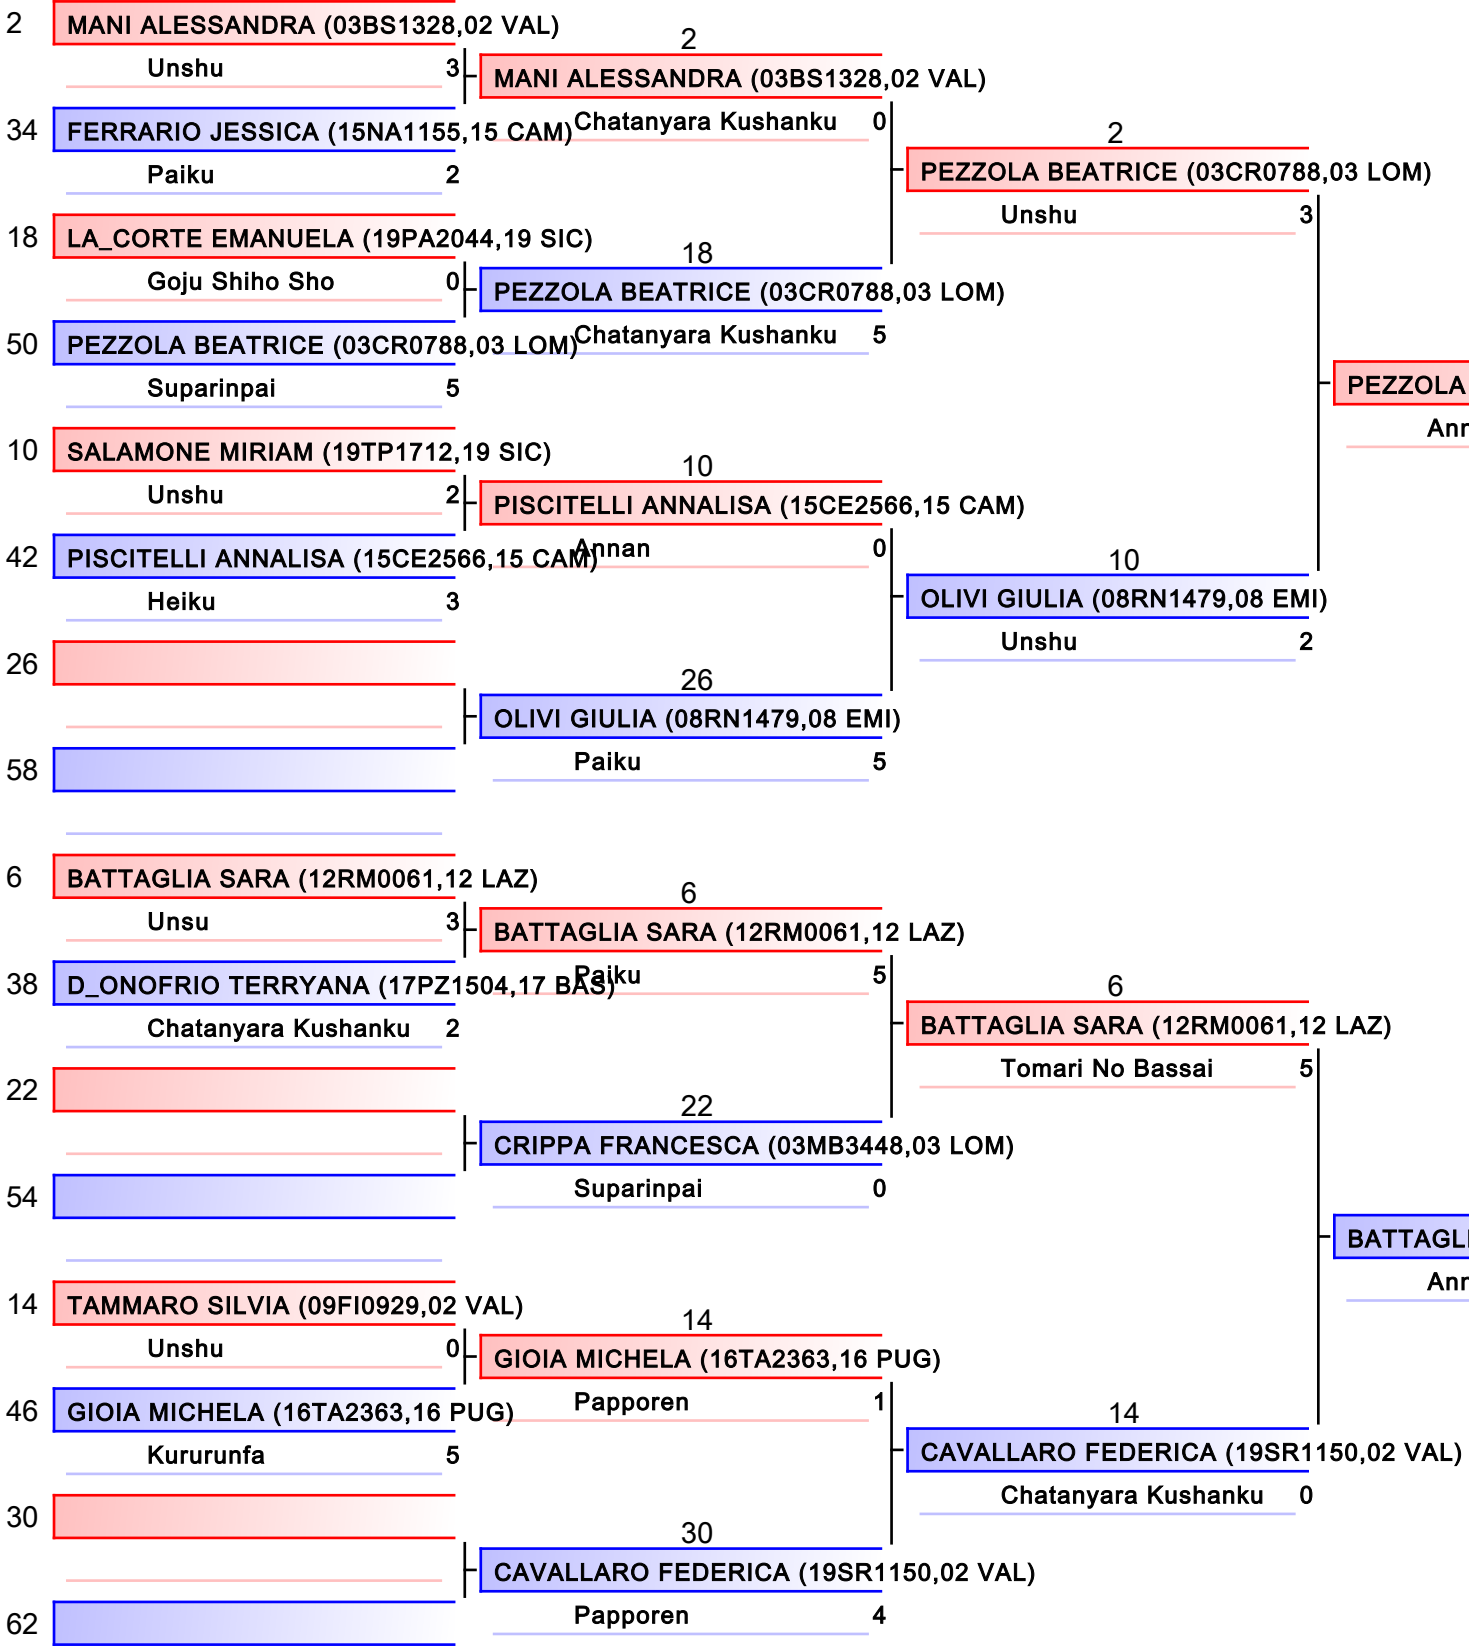 2 MANI ALESSANDRA (03BS1328,02 VAL)
Unshu 3
34 FERRARIO JESSICA (15NA1155,15 CAM)
Paiku 2
18 LA_CORTE EMANUELA (19PA2044,19 SIC)
Goju Shiho Sho 0
50 PEZZOLA BEATRICE (03CR0788,03 LOM)
Suparinpai 5
10 SALAMONE MIRIAM (19TP1712,19 SIC)
Unshu 2
42 PISCITELLI ANNALISA (15CE2566,15 CAM)
Heiku 3
26
58
6 BATTAGLIA SARA (12RM0061,12 LAZ)
Unsu 3
38 D_ONOFRIO TERRYANA (17PZ1504,17 BAS)
Chatanyara Kushanku 2
22
54
14 TAMMARO SILVIA (09FI0929,02 VAL)
Unshu 0
46 GIOIA MICHELA (16TA2363,16 PUG)
Kururunfa 5
30
62
2
MANI ALESSANDRA (03BS1328,02 VAL)
Chatanyara Kushanku 0
18
PEZZOLA BEATRICE (03CR0788,03 LOM)
Chatanyara Kushanku 5
10
PISCITELLI ANNALISA (15CE2566,15 CAM)
Annan 0
26
OLIVI GIULIA (08RN1479,08 EMI)
Paiku 5
6
BATTAGLIA SARA (12RM0061,12 LAZ)
Paiku 5
22
CRIPPA FRANCESCA (03MB3448,03 LOM)
Suparinpai 0
14
GIOIA MICHELA (16TA2363,16 PUG)
Papporen 1
30
CAVALLARO FEDERICA (19SR1150,02 VAL)
Papporen 4
2
PEZZOLA BEATRICE (03CR0788,03 LOM)
Unshu 3
10
OLIVI GIULIA (08RN1479,08 EMI)
Unshu 2
6
BATTAGLIA SARA (12RM0061,12 LAZ)
Tomari No Bassai 5
14
CAVALLARO FEDERICA (19SR1150,02 VAL)
Chatanyara Kushanku 0
PEZZOLA
Ann
BATTAGLI
Ann